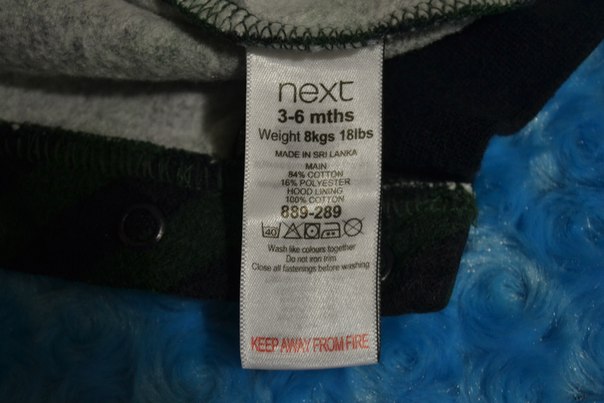 next
3-6 mths
Weight 8kgs 18lbs
MADE IN SRI LANKA
MAIN
84% COTTON
16% POLYESTER
HOOD LINING
100% COTTON
889-289
40
Wash like colours together
Do not iron trim
Close all fastenings before washing
KEEP AWAY FROM FIRE